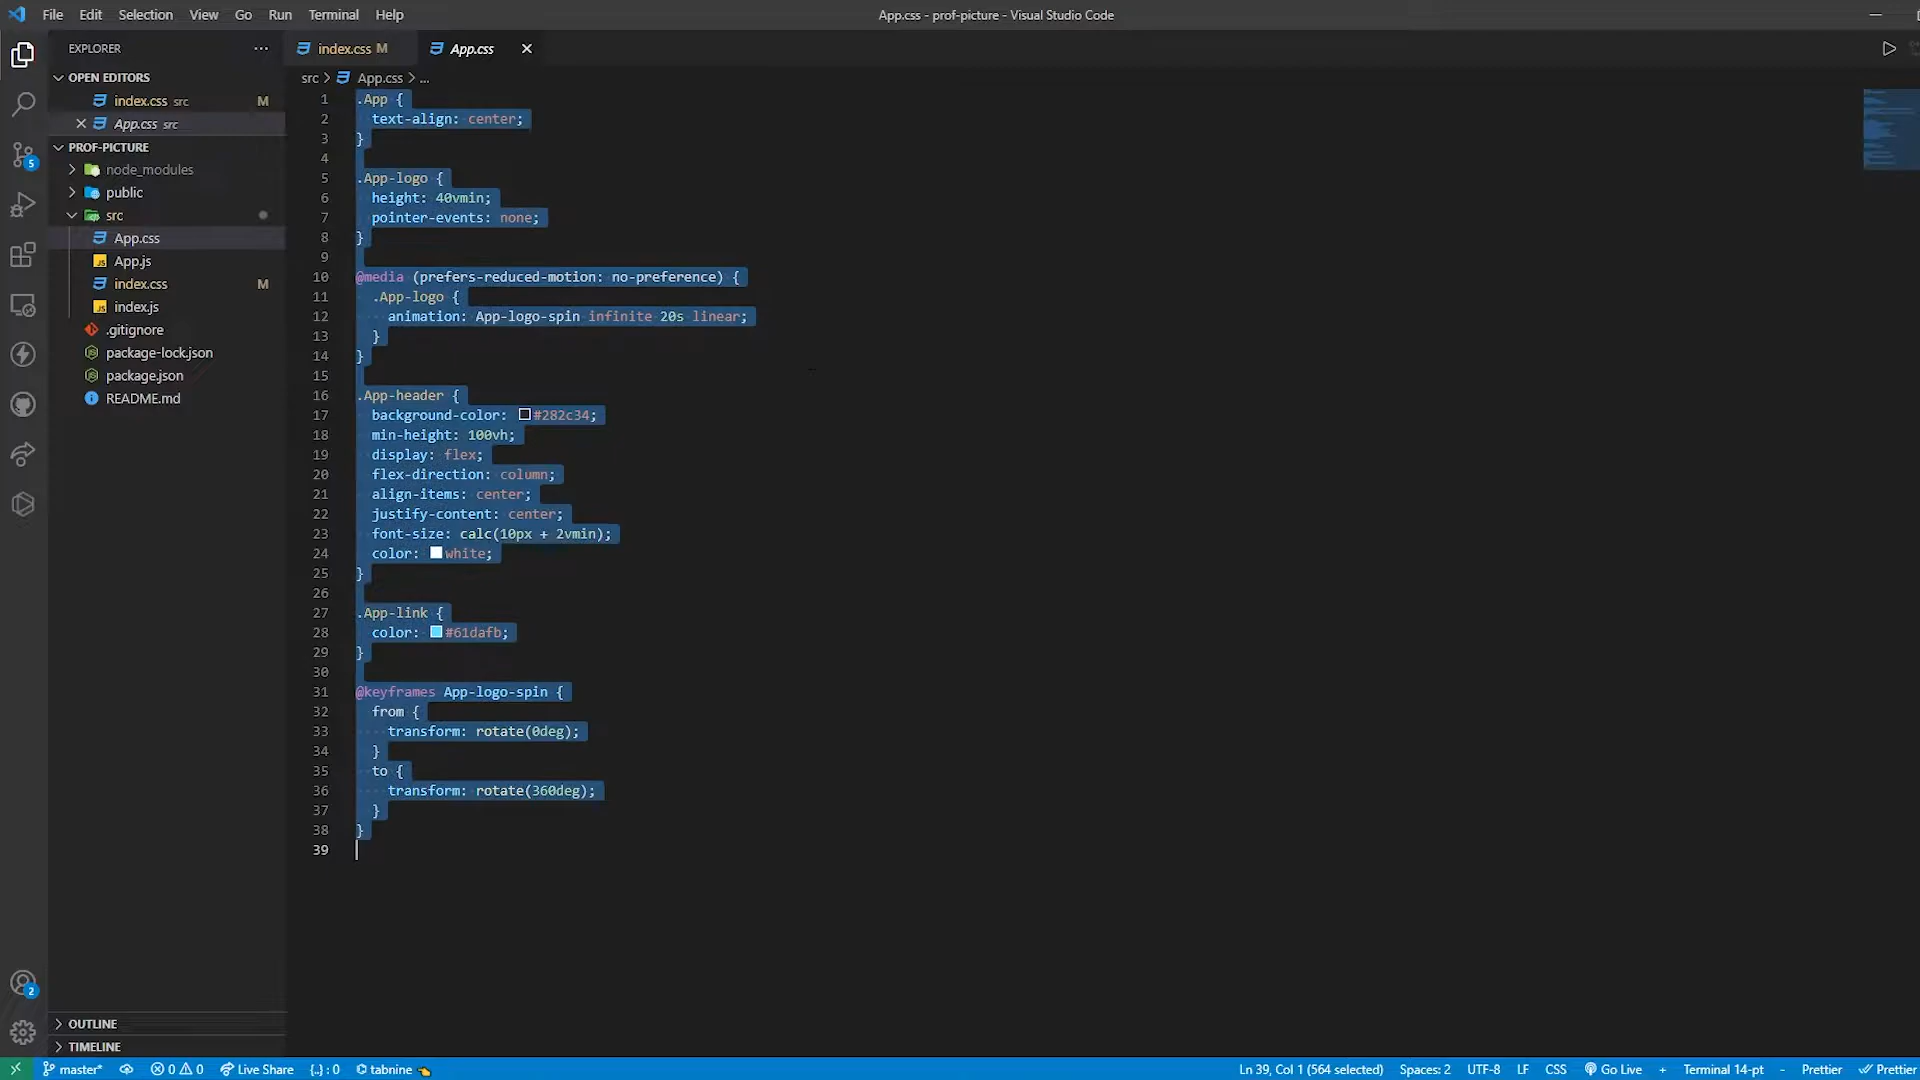 File Edit Selection View Go Run Terminal Help
App.css - prof-picture - Visual Studio Code
EXPLORER
index.css M
App.css
OPEN EDITORS
index.css src M
App.css src
PROF-PICTURE
node_modules
public
src
App.css
App.js
index.css M
index.js
.gitignore
package-lock.json
package.json
README.md
OUTLINE
TIMELINE
5
2
src > App.css > ...
1 .App {
2 text-align: center;
3 }
4
5 .App-logo {
6 height: 40vmin;
7 pointer-events: none;
8 }
9
10 @media (prefers-reduced-motion: no-preference) {
11 .App-logo {
12 animation: App-logo-spin infinite 20s linear;
13 }
14 }
15
16 .App-header {
17 background-color: #282c34;
18 min-height: 100vh;
19 display: flex;
20 flex-direction: column;
21 align-items: center;
22 justify-content: center;
23 font-size: calc(10px + 2vmin);
24 color: white;
25 }
26
27 .App-link {
28 color: #61dafb;
29 }
30
31 @keyframes App-logo-spin {
32 from {
33 transform: rotate(0deg);
34 }
35 to {
36 transform: rotate(360deg);
37 }
38 }
39
master* 0 0 Live Share {..} : 0 tabnine Ln 39, Col 1 (564 selected) Spaces: 2 UTF-8 LF CSS Go Live + Terminal 14-pt - Prettier Prettier